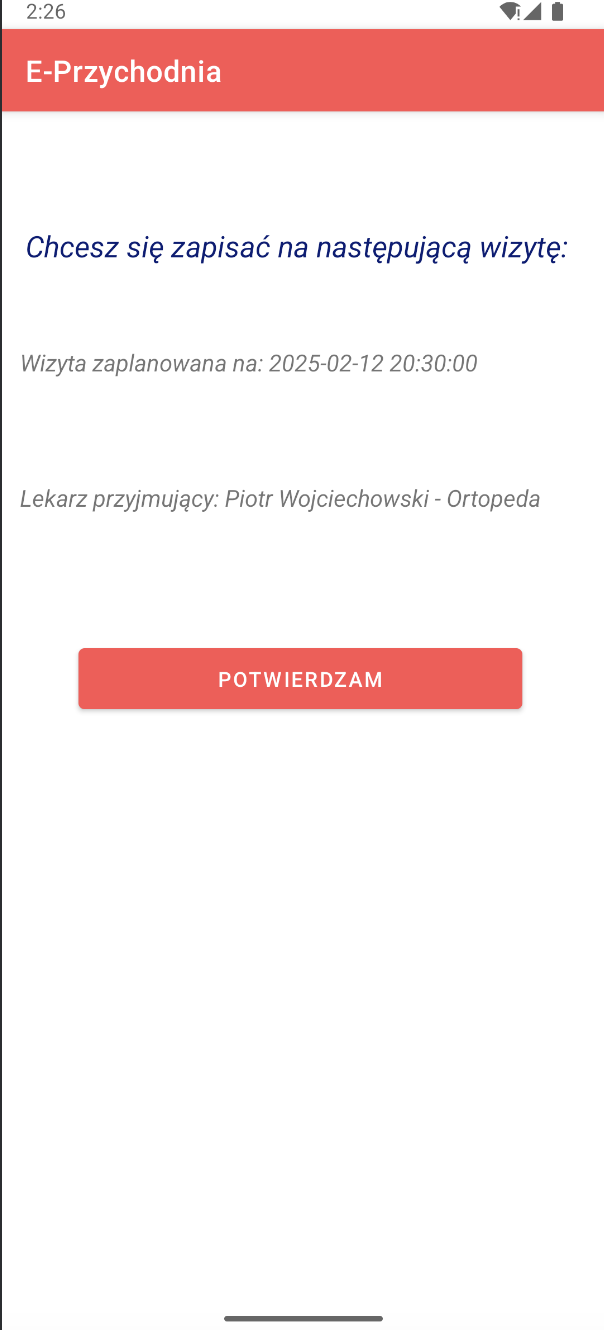 2:26
E-Przychodnia
Chcesz się zapisać na następującą wizytę:
Wizyta zaplanowana na: 2025-02-12 20:30:00
Lekarz przyjmujący: Piotr Wojciechowski - Ortopeda
POTWIERDZAM